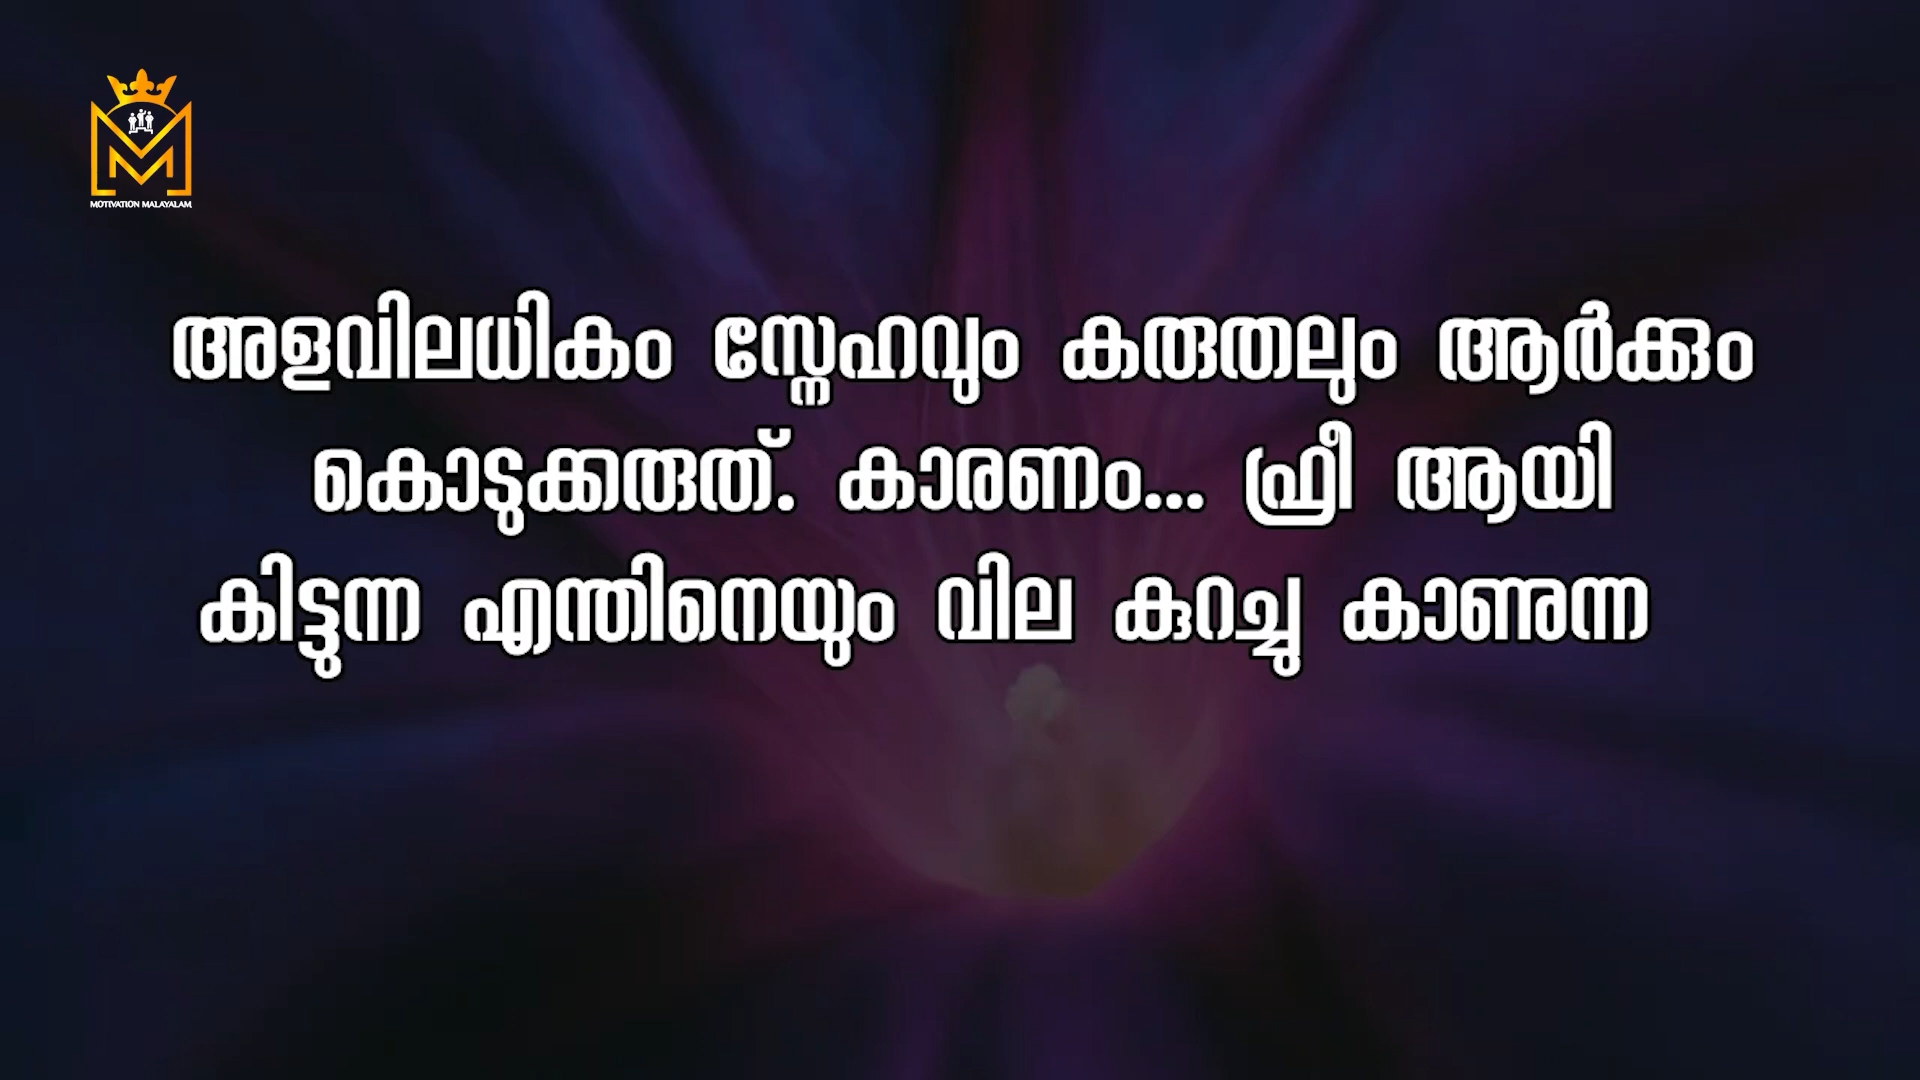 MOTIVATION MALAYALAM
അളവിലധികം സ്നേഹവും കരുതലും ആർക്കും
കൊടുക്കരുത്. കാരണം... ഫ്രീ ആയി
കിട്ടുന്ന എന്തിനെയും വില കുറച്ചു കാണുന്ന